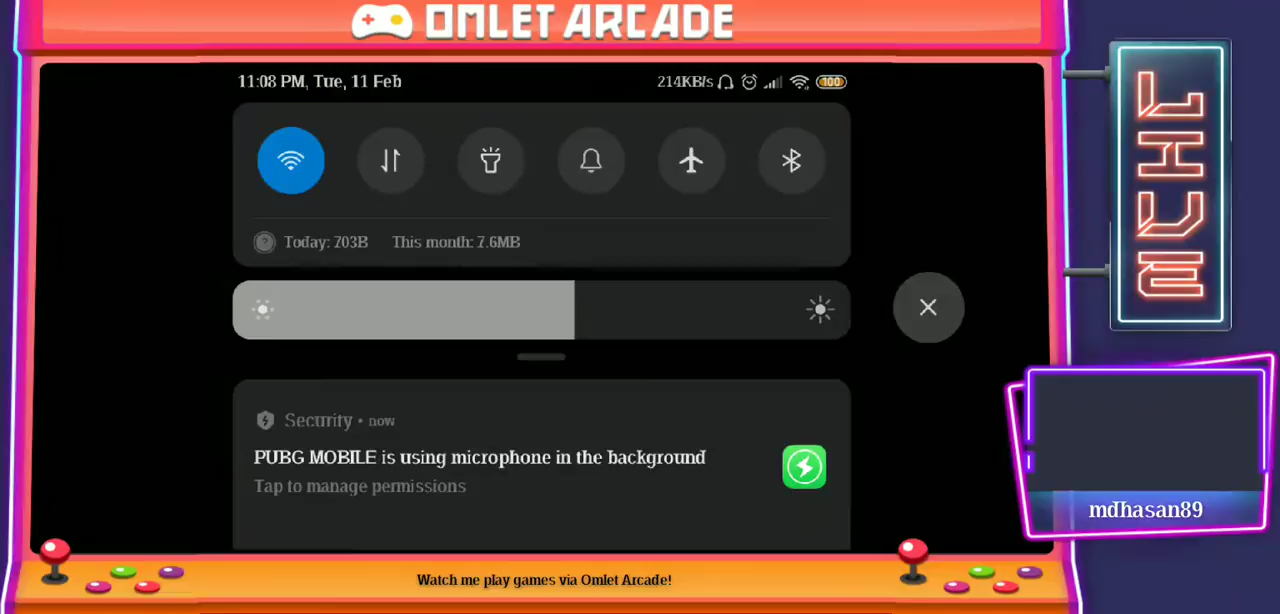 OMLET ARCADE
11:08 PM, Tue, 11 Feb
214KB/s 100
Today: 703B This month: 7.6MB
Security • now
PUBG MOBILE is using microphone in the background
Tap to manage permissions
mdhasan89
Watch me play games via Omlet Arcade!